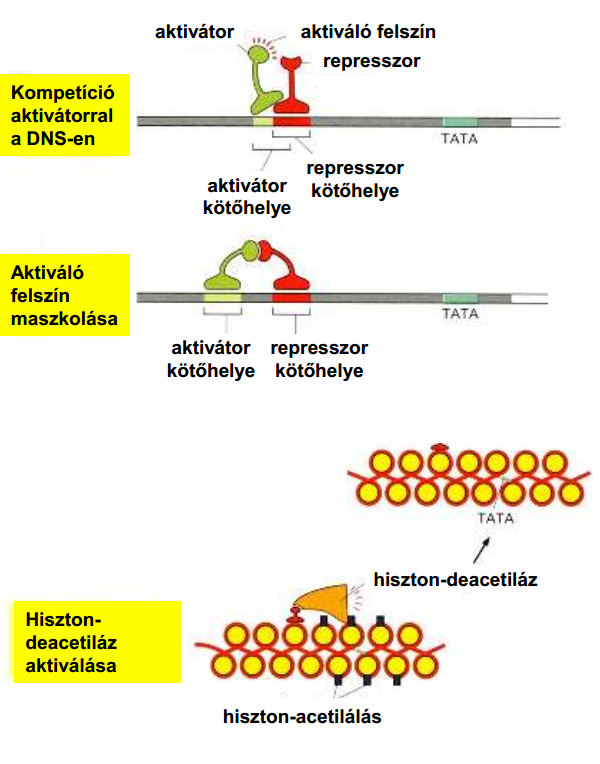 aktivátor
aktiváló felszín
represszor
Kompetíció
aktivátorral
a DNS-en
TATA
aktivátor
kötőhelye
represszor
kötőhelye
Aktiváló
felszín
maszkolása
TATA
aktivátor
kötőhelye
represszor
kötőhelye
TATA
hiszton-deacetiláz
Hiszton-
deacetiláz
aktiválása
hiszton-acetilálás